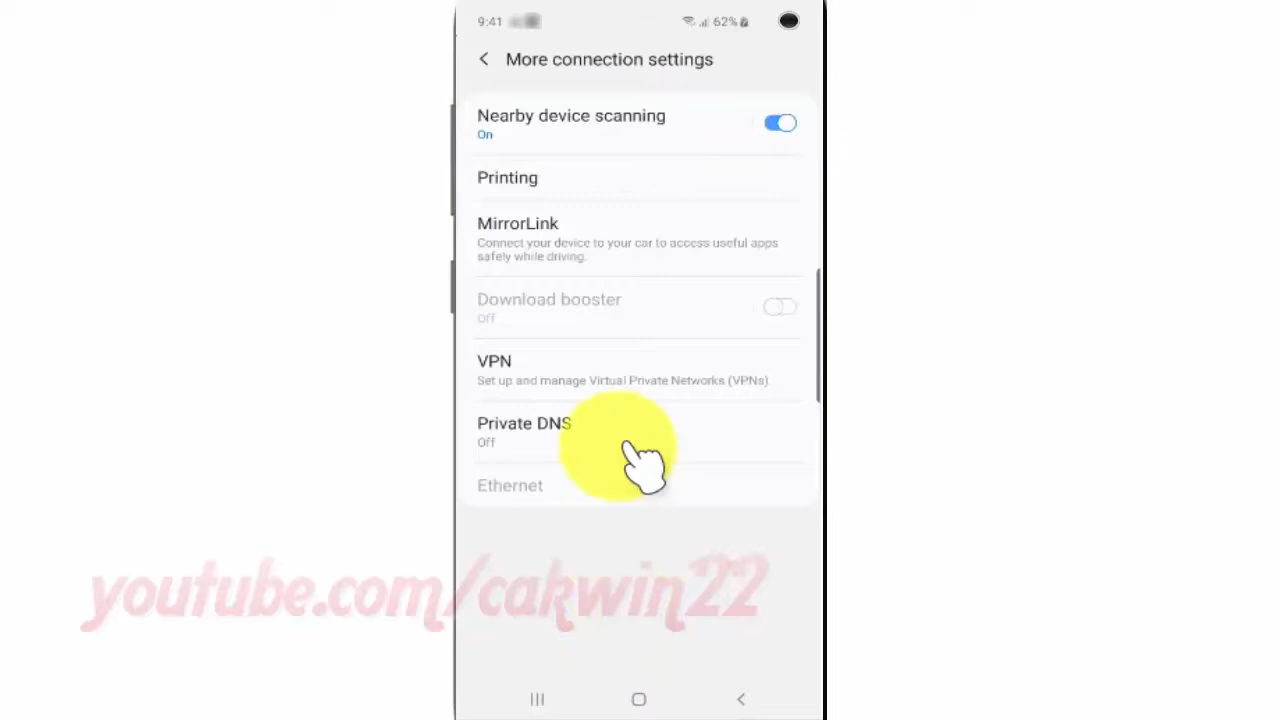 9:41
62%
More connection settings
Nearby device scanning
On
Printing
MirrorLink
Connect your device to your car to access useful apps
safely while driving.
Download booster
Off
VPN
Set up and manage Virtual Private Networks (VPNs)
Private DNS
Off
Ethernet
youtube.com/cakwin22